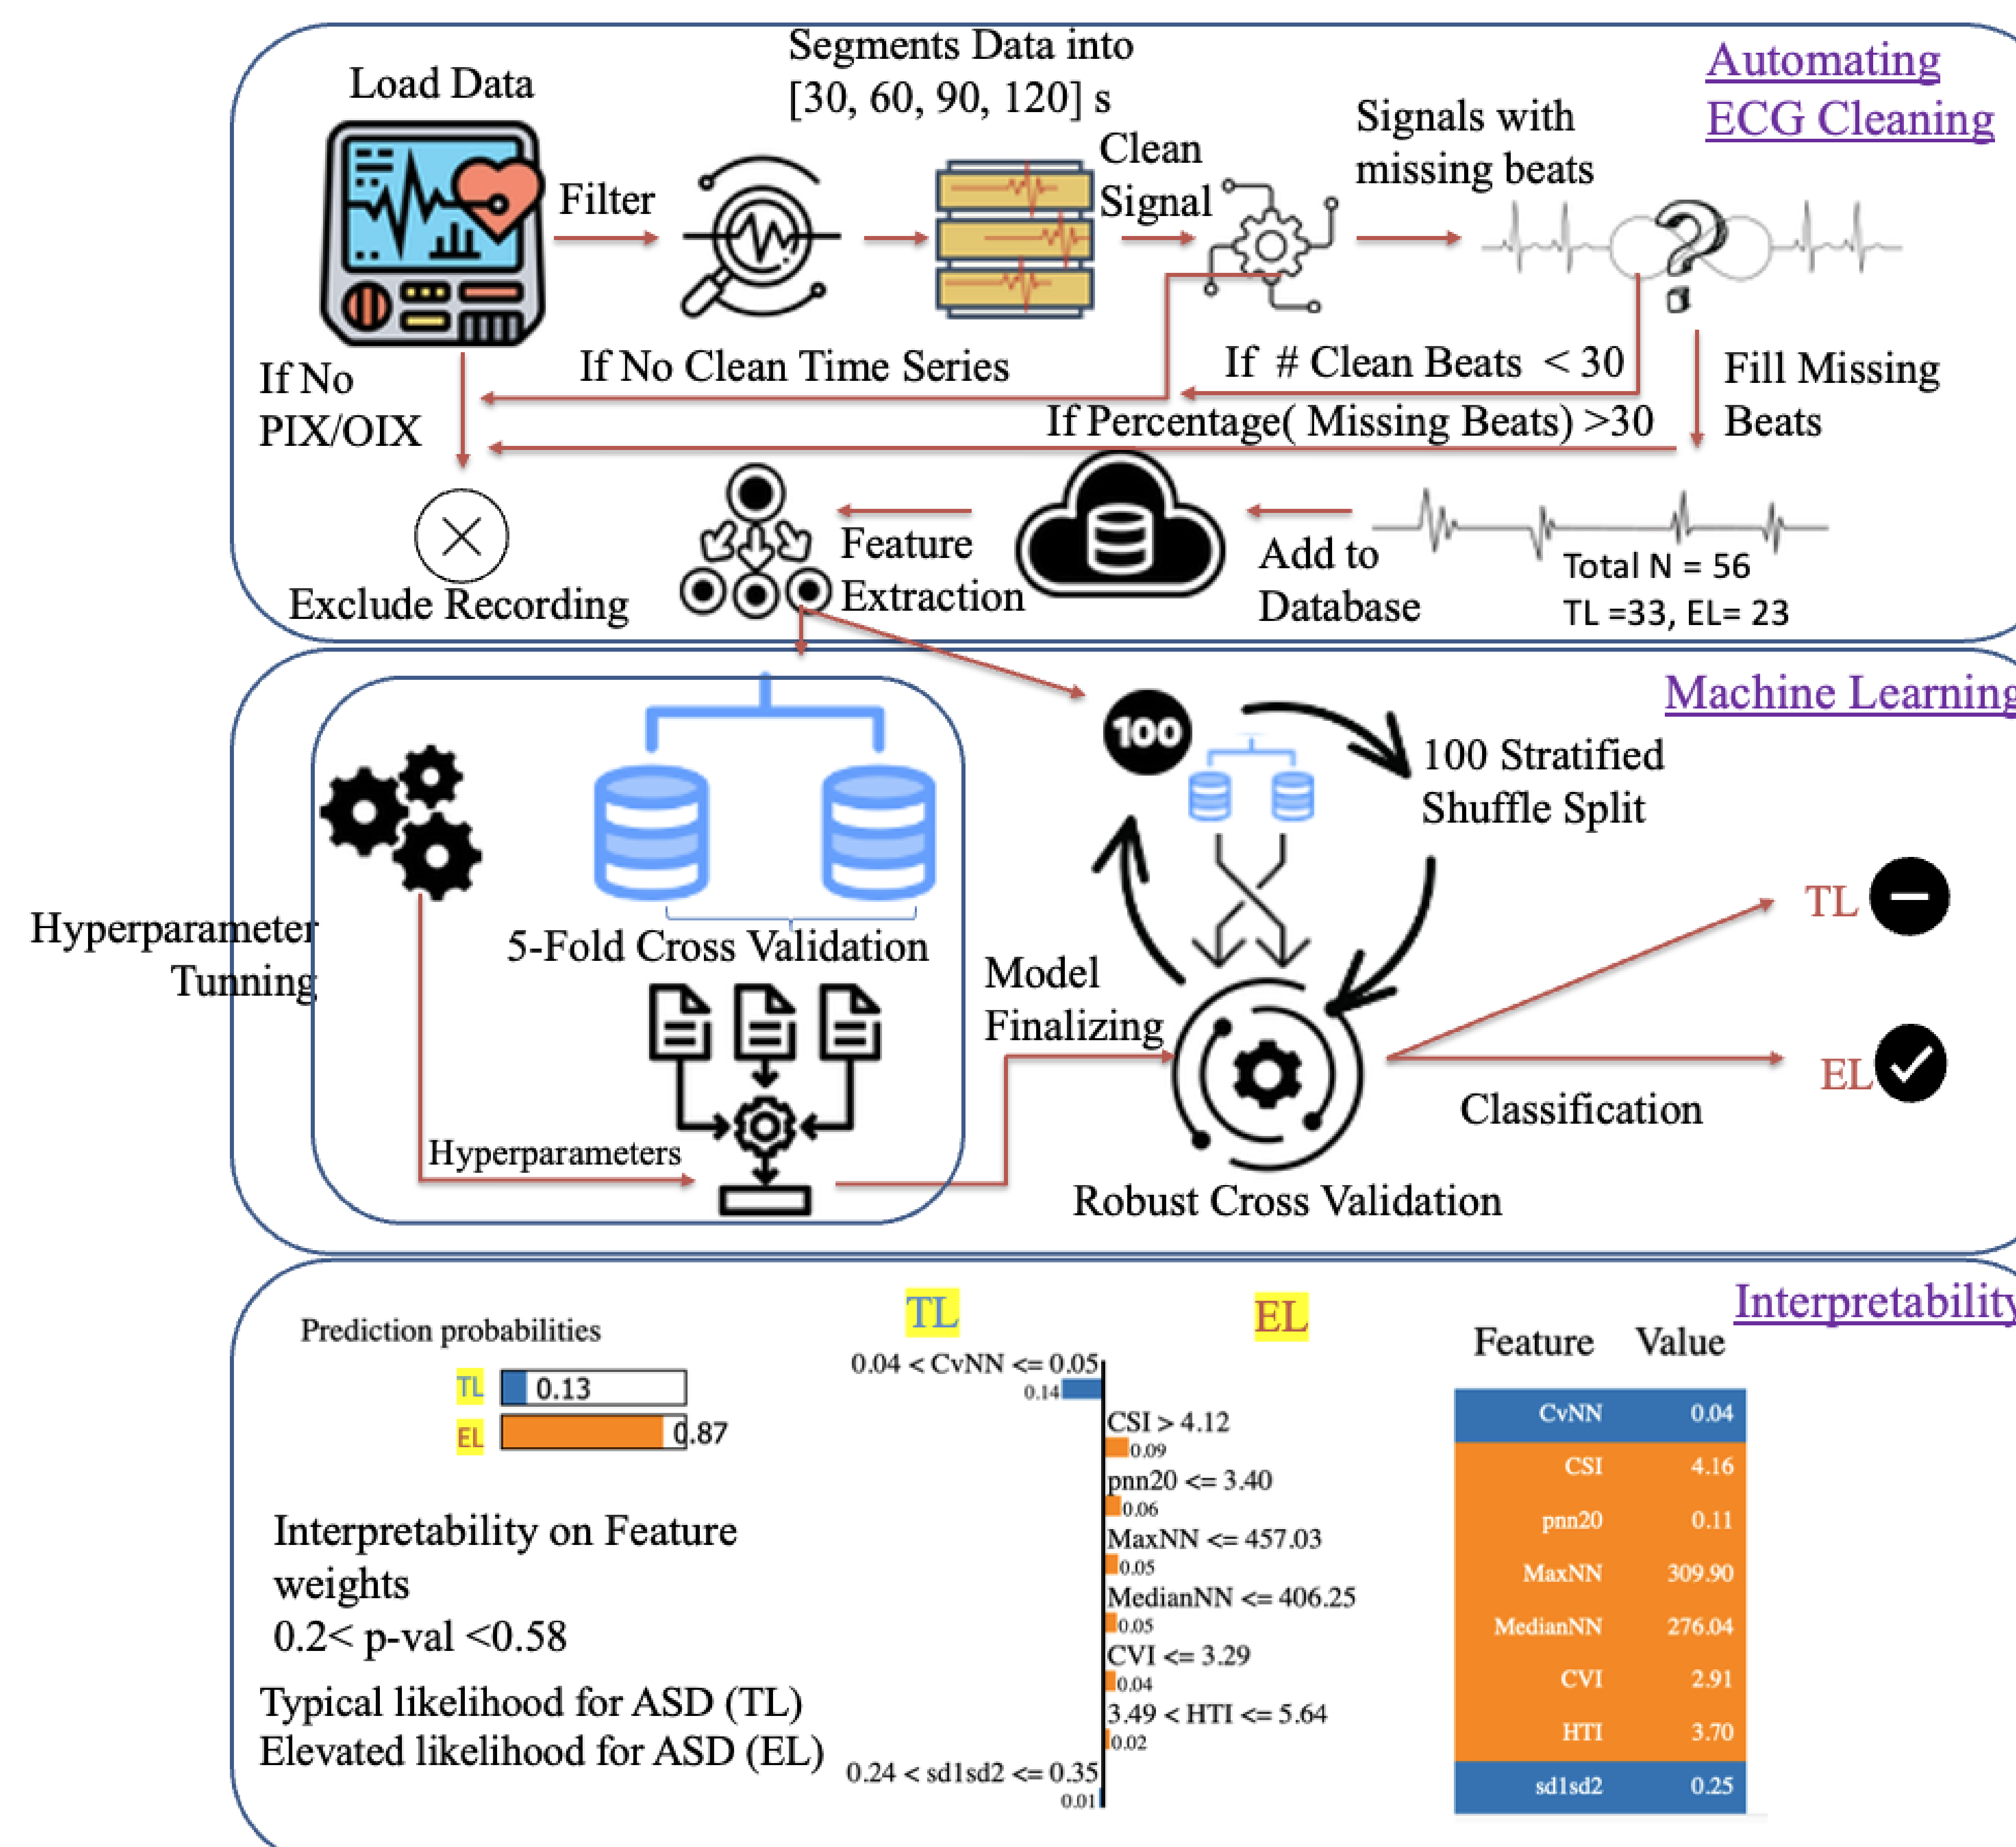 Load Data
Segments Data into
[30, 60, 90, 120] s
Automating
ECG Cleaning
Filter
Clean
Signal
Signals with
missing beats
If No
PIX/OIX
If No Clean Time Series
If # Clean Beats < 30
If Percentage( Missing Beats) >30
Fill Missing
Beats
Exclude Recording
Feature
Extraction
Add to
Database
Total N = 56
TL =33, EL= 23
Machine Learning
100
100 Stratified
Shuffle Split
Hyperparameter
Tunning
5-Fold Cross Validation
Hyperparameters
Model
Finalizing
Robust Cross Validation
Classification
TL
EL
Interpretability
Prediction probabilities
TL 0.13
EL 0.87
Interpretability on Feature
weights
0.2< p-val <0.58
Typical likelihood for ASD (TL)
Elevated likelihood for ASD (EL)
TL EL
0.04 < CvNN <= 0.05
0.14
CSI > 4.12
0.09
pnn20 <= 3.40
0.06
MaxNN <= 457.03
0.05
MedianNN <= 406.25
0.05
CVI <= 3.29
0.04
3.49 < HTI <= 5.64
0.02
0.24 < sd1sd2 <= 0.35
0.01
Feature Value
CvNN 0.04
CSI 4.16
pnn20 0.11
MaxNN 309.90
MedianNN 276.04
CVI 2.91
HTI 3.70
sd1sd2 0.25